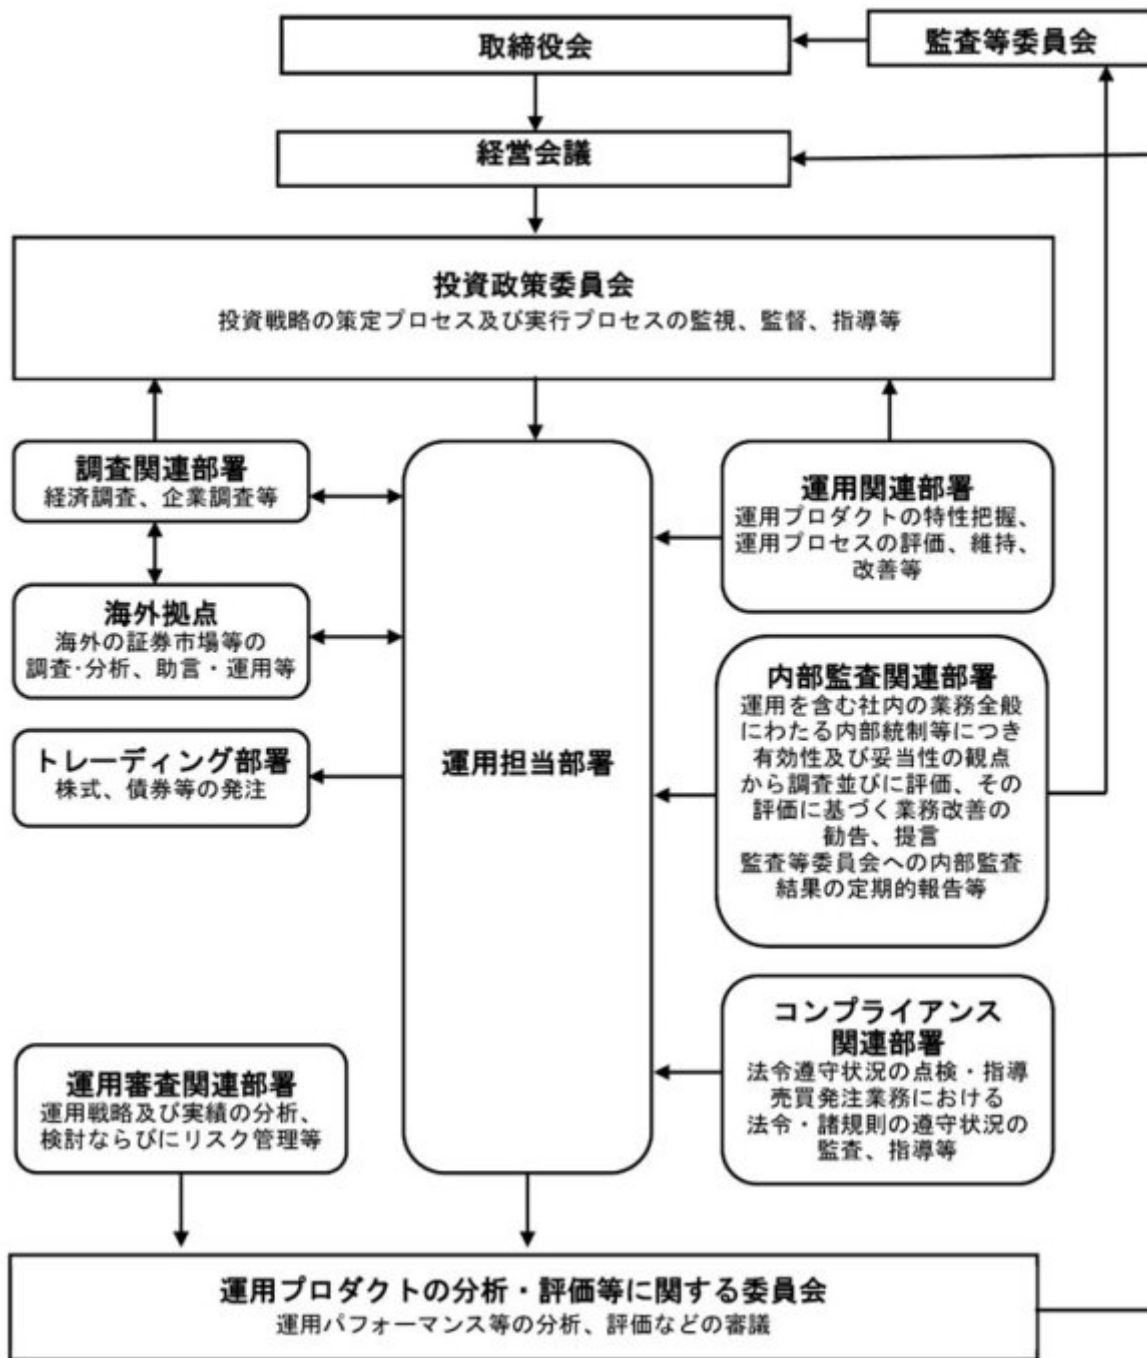 取締役会
監査等委員会
経営会議
投資政策委員会
投資戦略の策定プロセス及び実行プロセスの監視、監督、指導等
調査関連部署
経済調査、企業調査等
海外拠点
海外の証券市場等の
調査・分析、助言・運用等
トレーディング部署
株式、債券等の発注
運用担当部署
運用関連部署
運用プロダクトの特性把握、
運用プロセスの評価、維持、
改善等
内部監査関連部署
運用を含む社内の業務全般
にわたる内部統制等につき
有効性及び妥当性の観点
から調査並びに評価、その
評価に基づく業務改善の
勧告、提言
監査等委員会への内部監査
結果の定期的報告等
コンプライアンス
関連部署
法令遵守状況の点検・指導
売買発注業務における
法令・諸規則の遵守状況の
監査、指導等
運用審査関連部署
運用戦略及び実績の分析、
検討ならびにリスク管理等
運用プロダクトの分析・評価等に関する委員会
運用パフォーマンス等の分析、評価などの審議